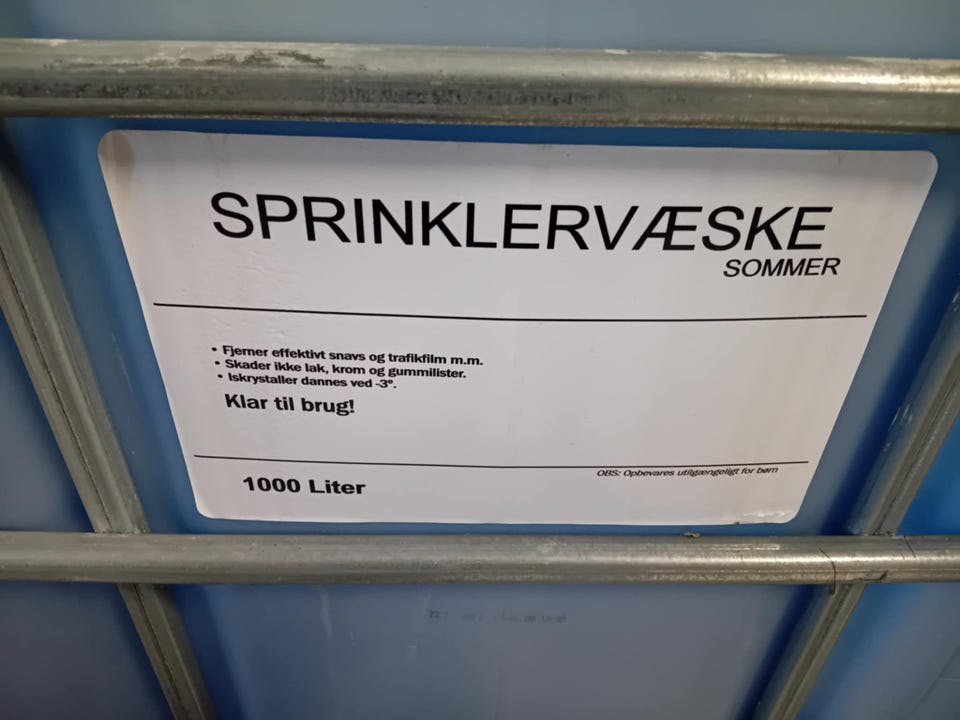 SPRINKLERVÆSKE
SOMMER
• Fjerner effektivt snavs og trafikfilm m.m.
• Skader ikke lak, krom og gummilister.
• Iskrystaller dannes ved -3°.
Klar til brug!
OBS: Opbevares utilgængeligt for børn
1000 Liter